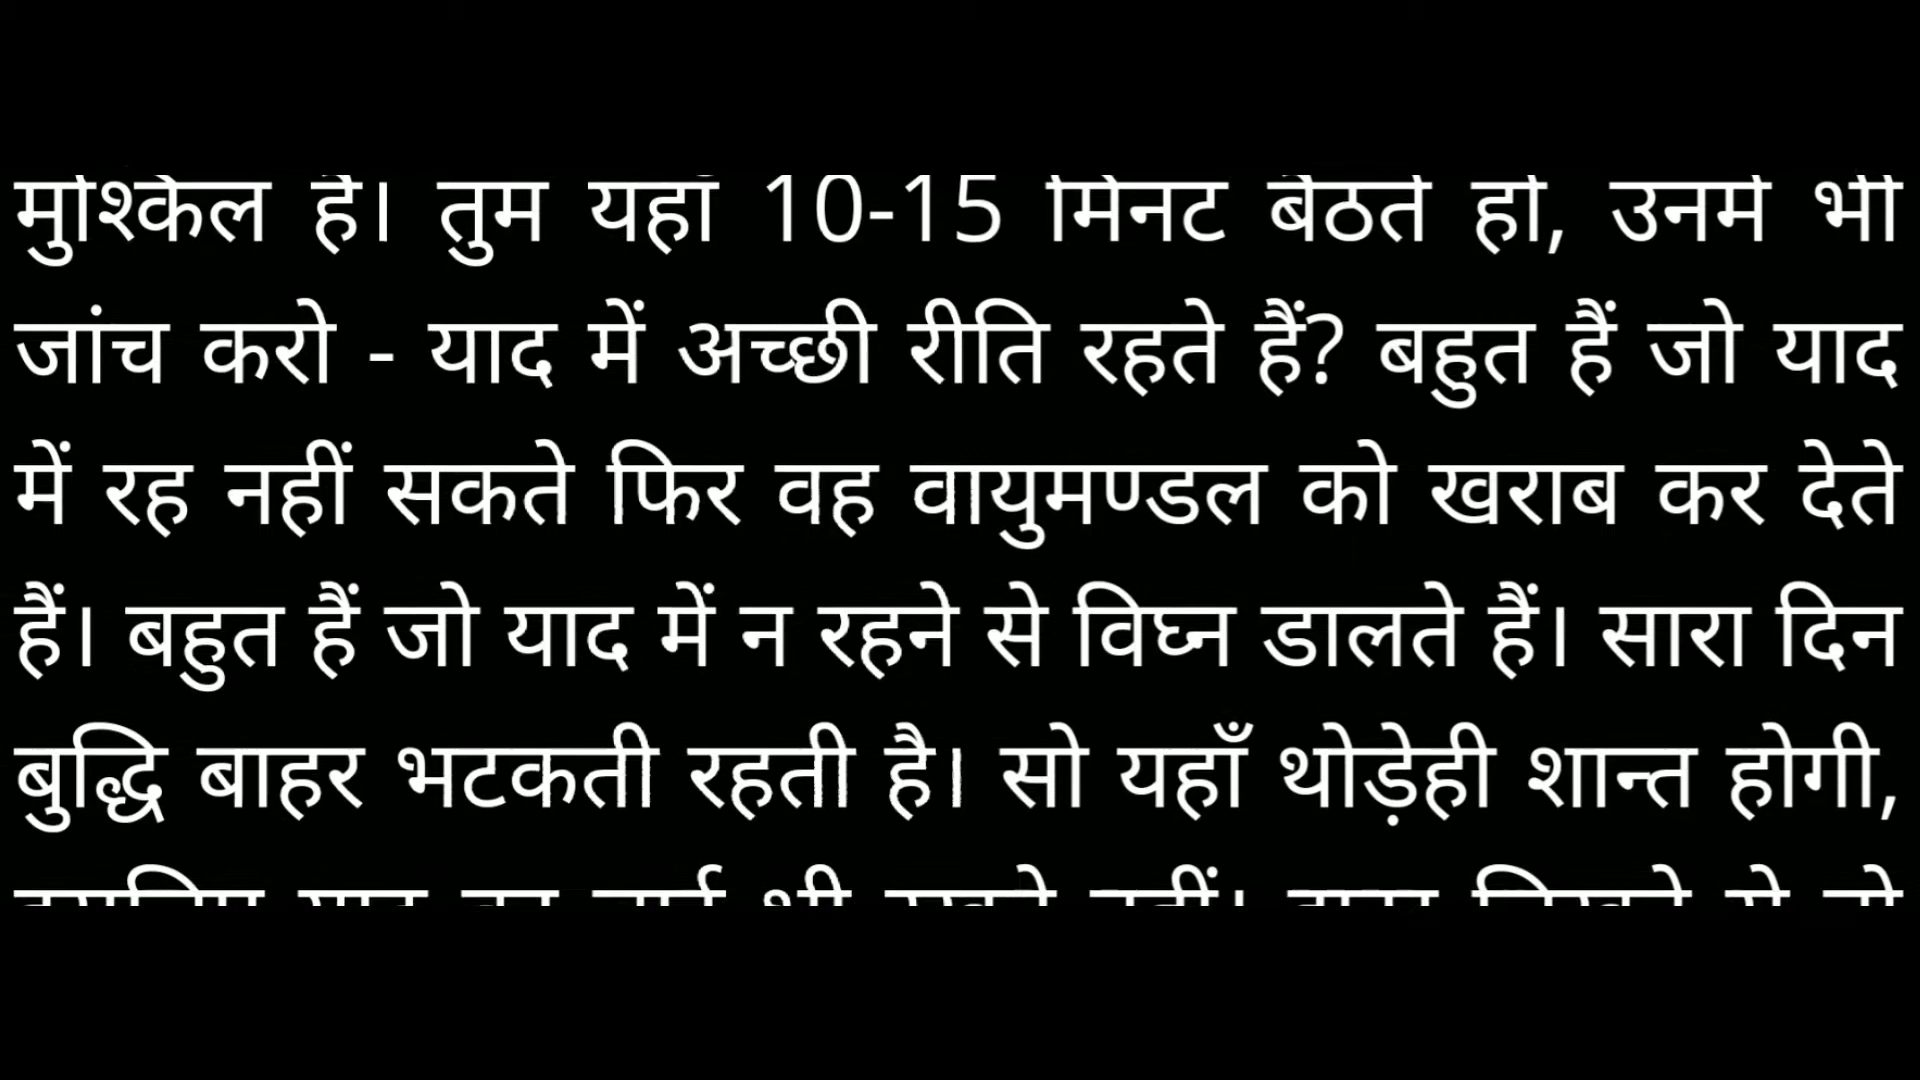 मुश्किल है। तुम यहाँ 10-15 मिनट बैठते हो, उनमें भी
जांच करो - याद में अच्छी रीति रहते हैं? बहुत हैं जो याद
में रह नहीं सकते फिर वह वायुमण्डल को खराब कर देते
हैं। बहुत हैं जो याद में न रहने से विघ्न डालते हैं। सारा दिन
बुद्धि बाहर भटकती रहती है। सो यहाँ थोड़ेही शान्त होगी,